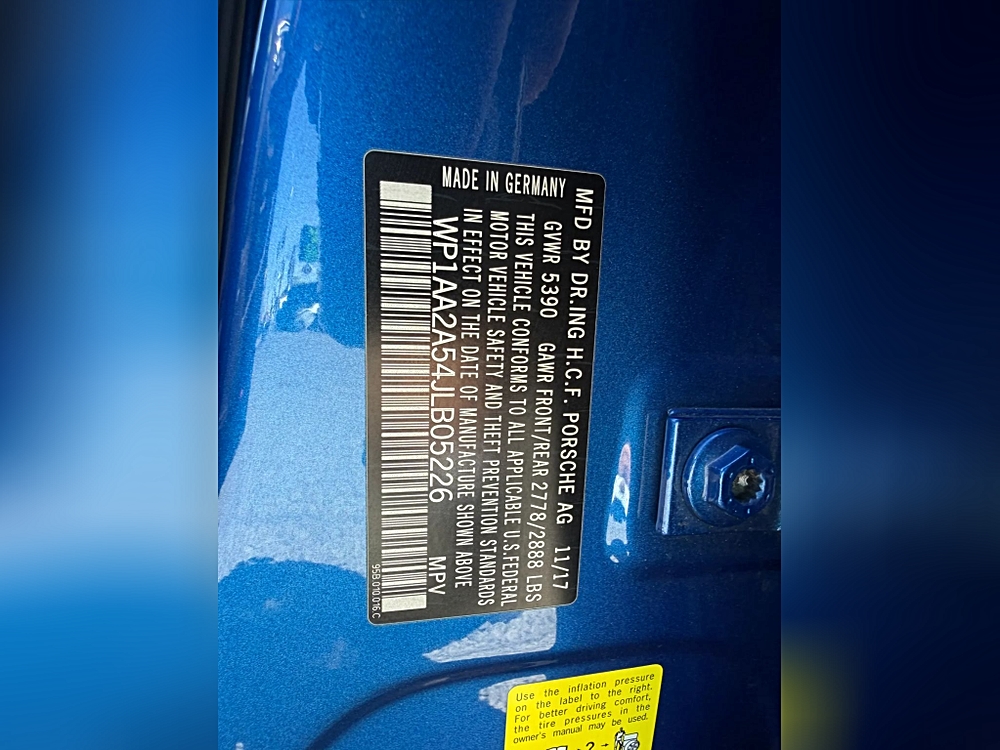 MFD BY DR.ING H.C.F. PORSCHE AG 11/17
GVWR 5390 GAWR FRONT/REAR 2778/2888 LBS
THIS VEHICLE CONFORMS TO ALL APPLICABLE U.S.FEDERAL
MOTOR VEHICLE SAFETY AND THEFT PREVENTION STANDARDS
IN EFFECT ON THE DATE OF MANUFACTURE SHOWN ABOVE
WP1AA2A54JLB05226 MPV
MADE IN GERMANY
95B.010.016.C
Use the inflation pressure
on the label to the right.
For better driving comfort,
the tire pressures in the
owner's manual may be used.
?